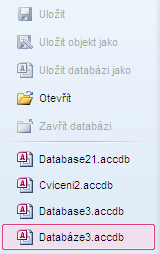 Uložit
Uložit objekt jako
Uložit databázi jako
Otevřít
Zavřít databázi
Database21.accdb
Cviceni2.accdb
Database3.accdb
Databáze3.accdb